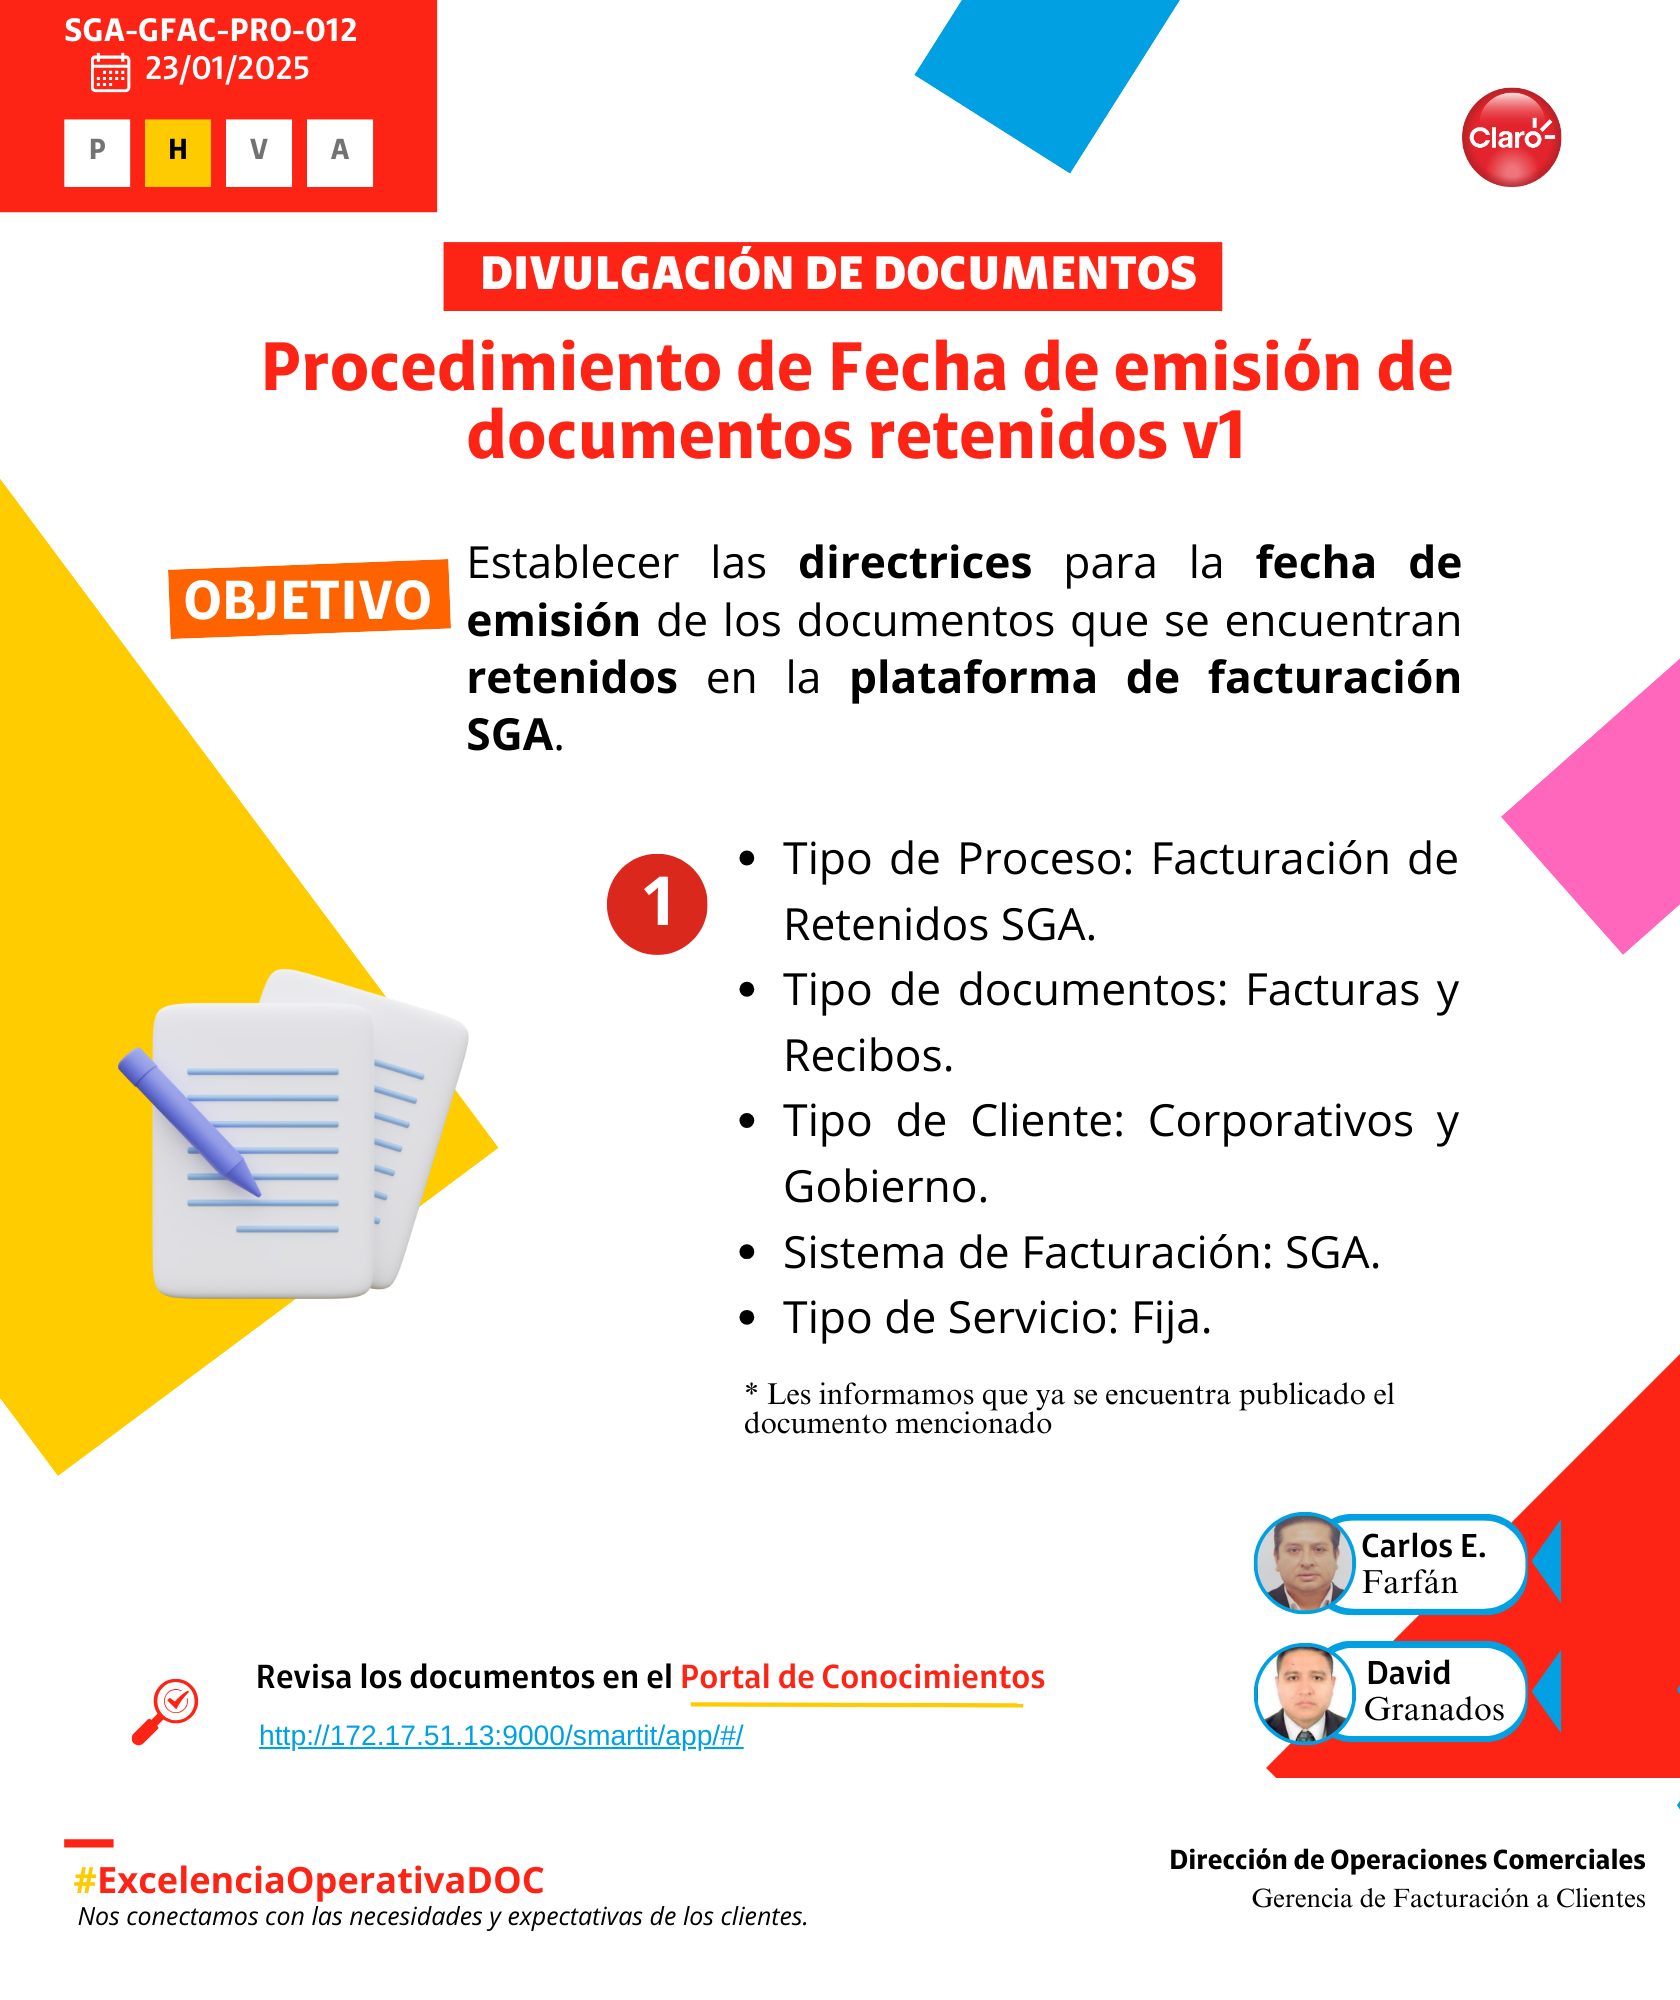 SGA-GFAC-PRO-012
23/01/2025
P H V A
Claro
DIVULGACIÓN DE DOCUMENTOS
Procedimiento de Fecha de emisión de
documentos retenidos v1
OBJETIVO
Establecer las directrices para la fecha de
emisión de los documentos que se encuentran
retenidos en la plataforma de facturación
SGA.
1
• Tipo de Proceso: Facturación de
Retenidos SGA.
• Tipo de documentos: Facturas y
Recibos.
• Tipo de Cliente: Corporativos y
Gobierno.
• Sistema de Facturación: SGA.
• Tipo de Servicio: Fija.
* Les informamos que ya se encuentra publicado el
documento mencionado
Carlos E.
Farfán
David
Granados
Revisa los documentos en el Portal de Conocimientos
http://172.17.51.13:9000/smartit/app/#/
#ExcelenciaOperativaDOC
Nos conectamos con las necesidades y expectativas de los clientes.
Dirección de Operaciones Comerciales
Gerencia de Facturación a Clientes